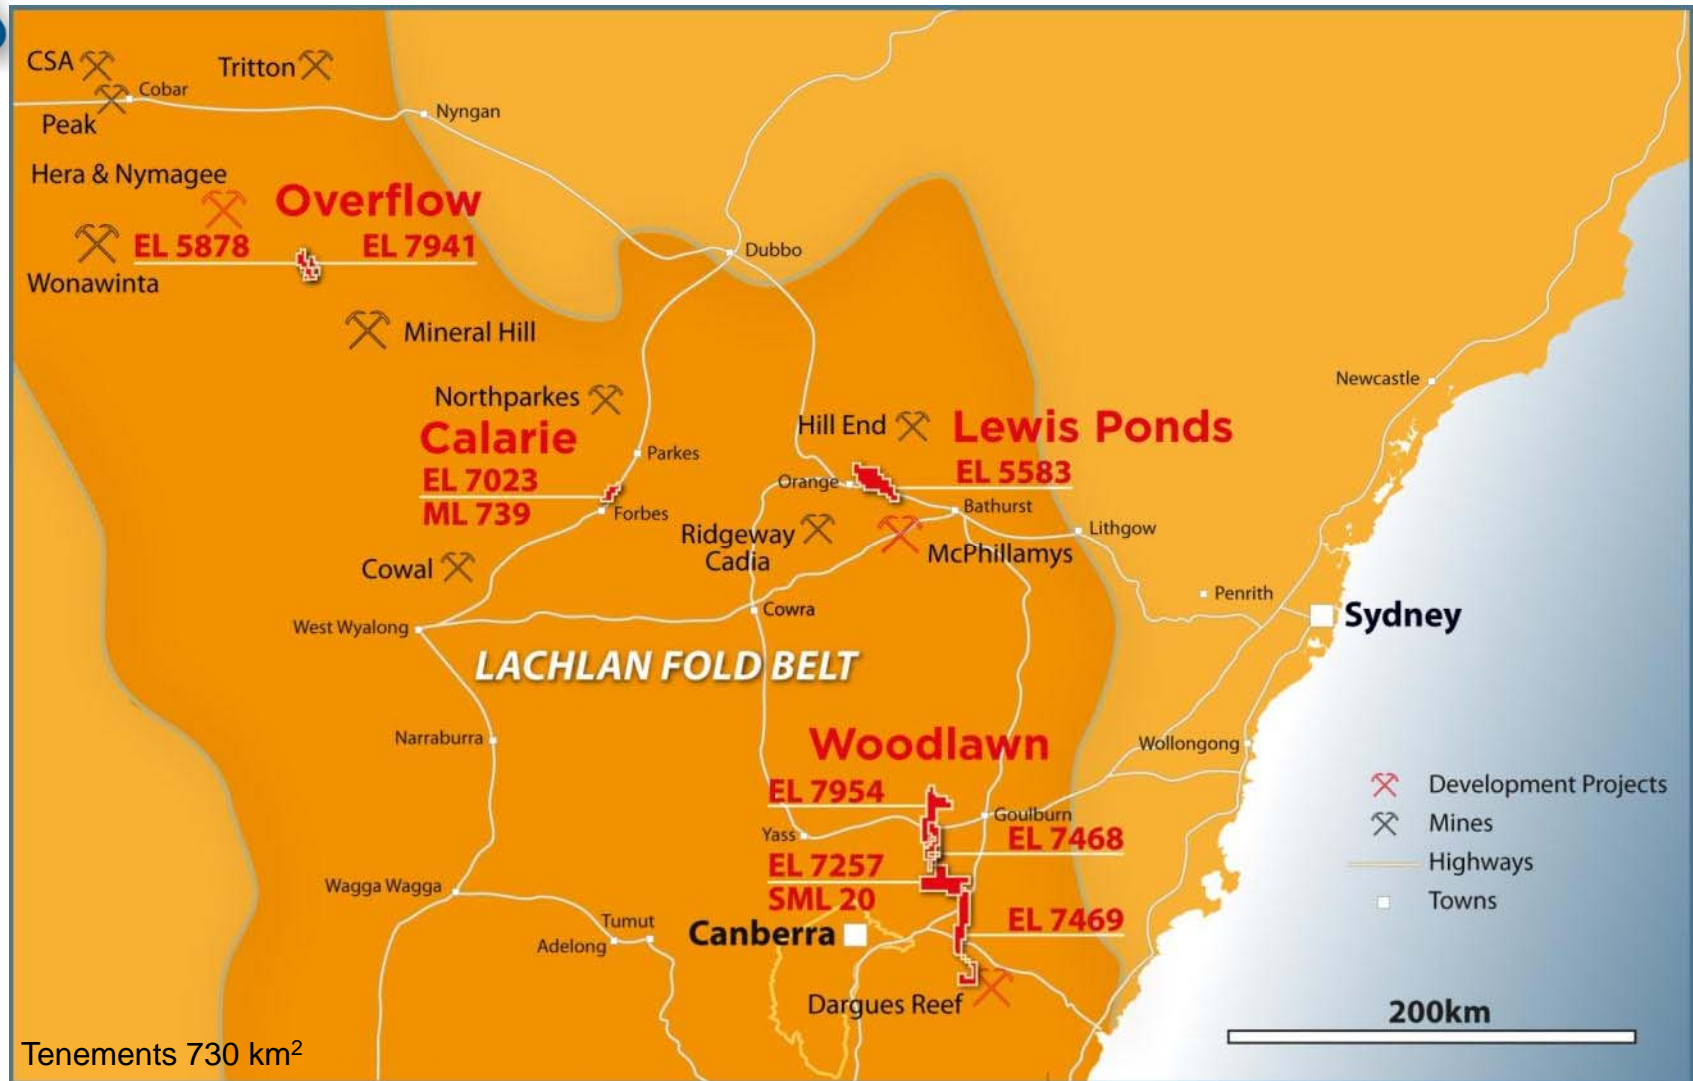 CSA
Tritton
Cobar
Peak
Nyngan
Hera & Nymagee
Overflow
EL 5878
EL 7941
Wonawinta
Dubbo
Mineral Hill
Newcastle
Northparkes
Calarie
Hill End
Lewis Ponds
Parkes
EL 7023
EL 5583
Orange
ML 739
Forbes
Bathurst
Ridgeway
Cadia
Lithgow
McPhillamys
Cowal
Penrith
Cowra
Sydney
West Wyalong
LACHLAN FOLD BELT
Narraburra
Woodlawn
Wollongong
EL 7954
Development Projects
Goulburn
Mines
Yass
EL 7468
EL 7257
Highways
Wagga Wagga
SML 20
Towns
Tumut
EL 7469
Canberra
Adelong
Dargues Reef
200km
Tenements 730 km²